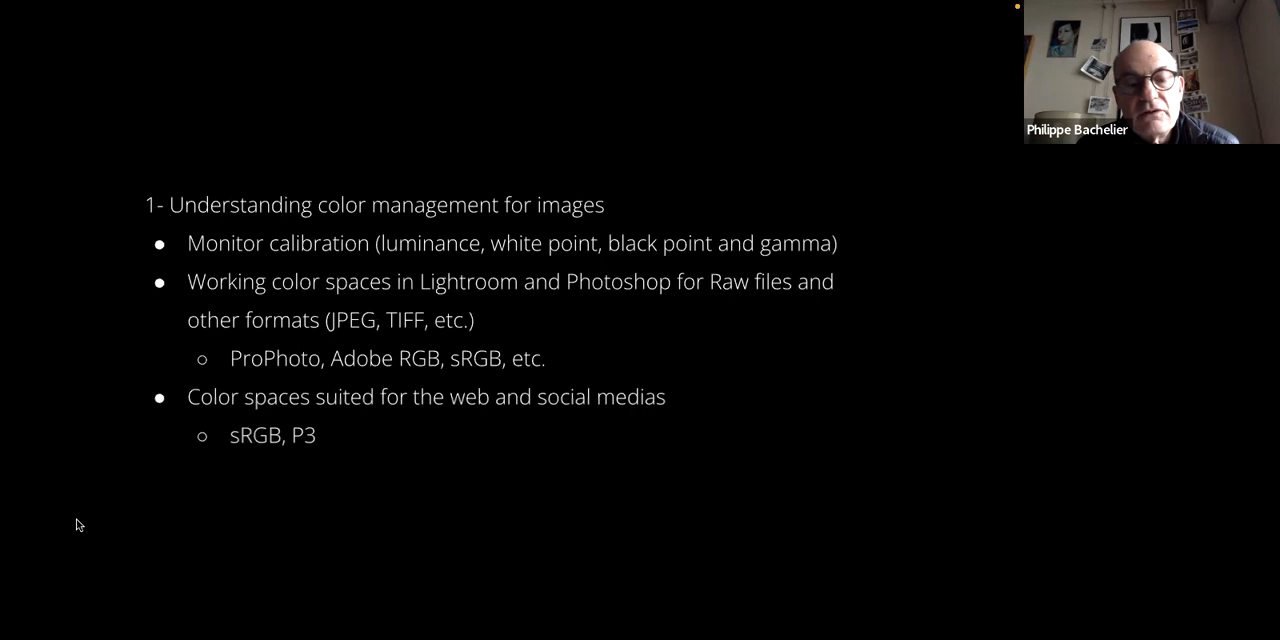 Philippe Bachelier
1- Understanding color management for images
● Monitor calibration (luminance, white point, black point and gamma)
● Working color spaces in Lightroom and Photoshop for Raw files and
other formats (JPEG, TIFF, etc.)
○ ProPhoto, Adobe RGB, sRGB, etc.
● Color spaces suited for the web and social medias
○ sRGB, P3